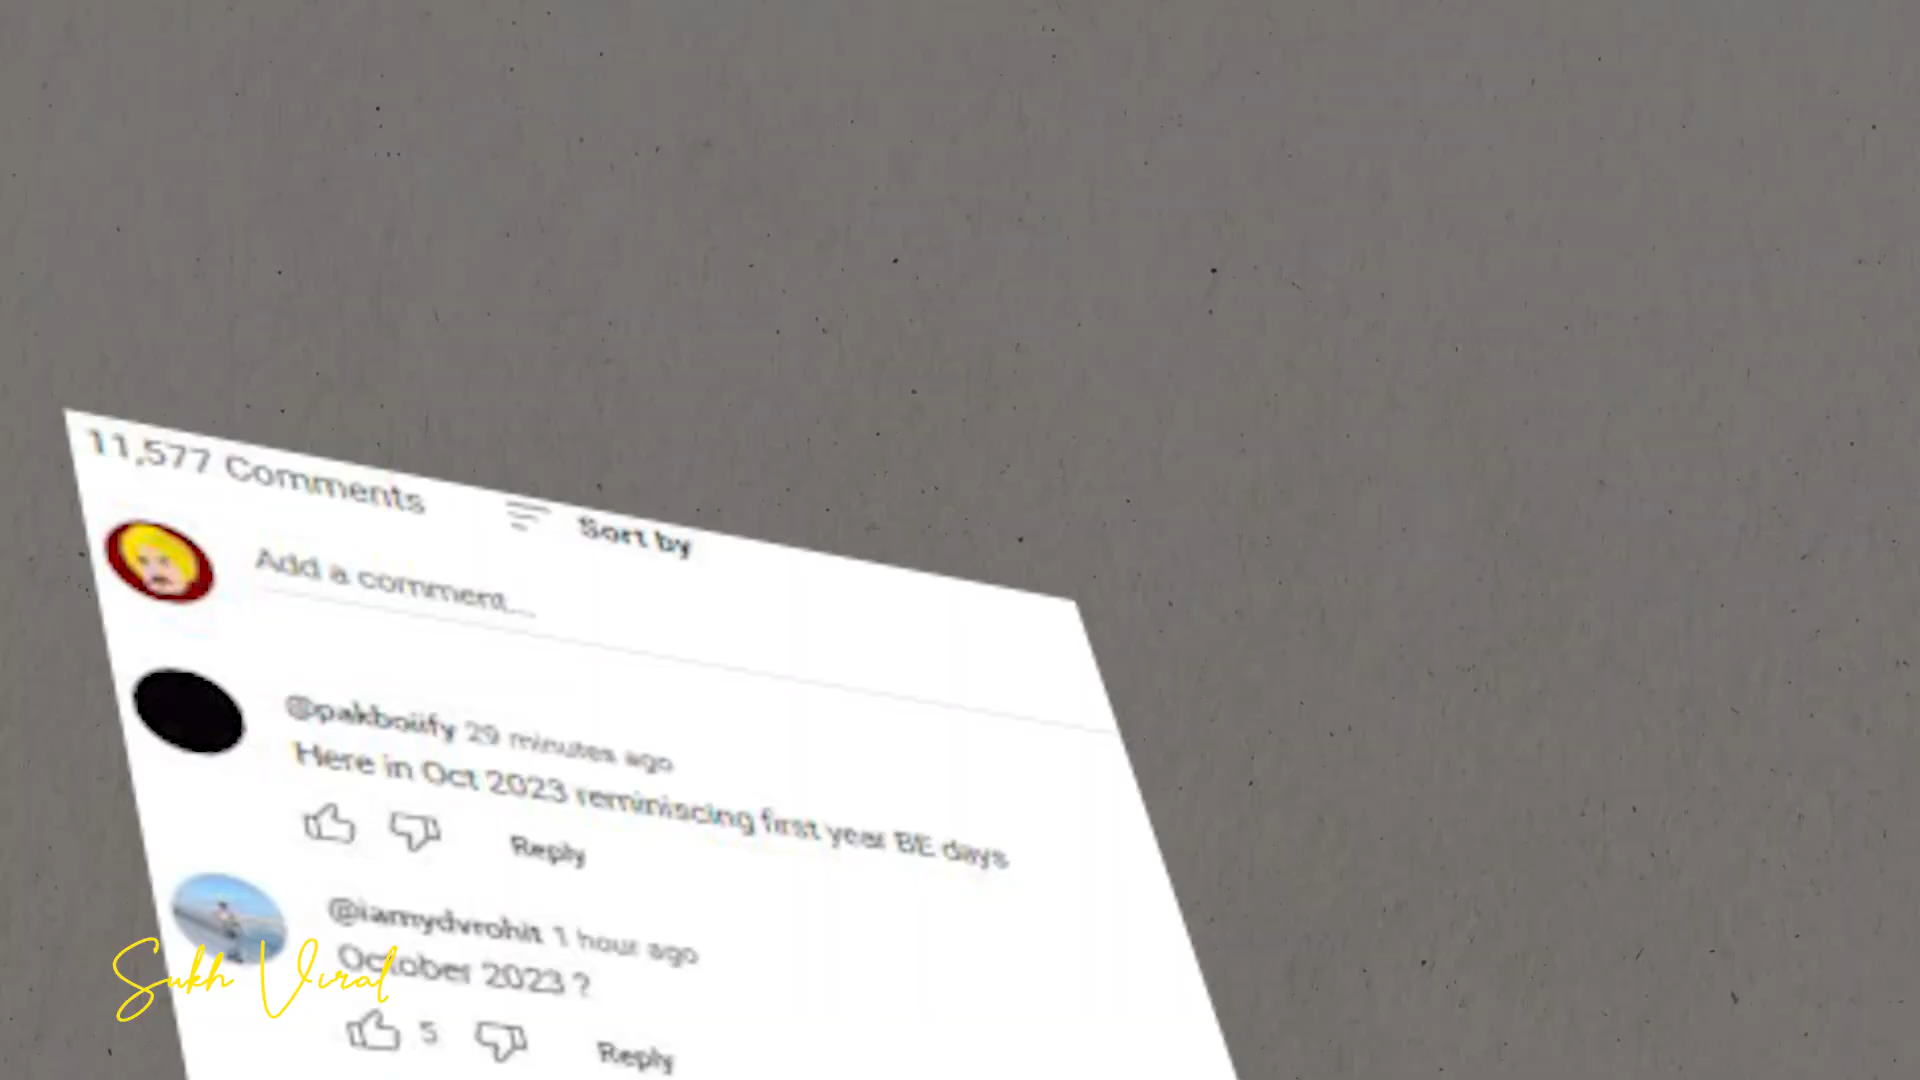 11,577 Comments
Sort by
Add a comment...
@pakboiify 29 minutes ago
Here in Oct 2023 reminiscing first year BE days
Reply
@iamydvrohit 1 hour ago
October 2023 ?
5
Reply
Sukh Viral